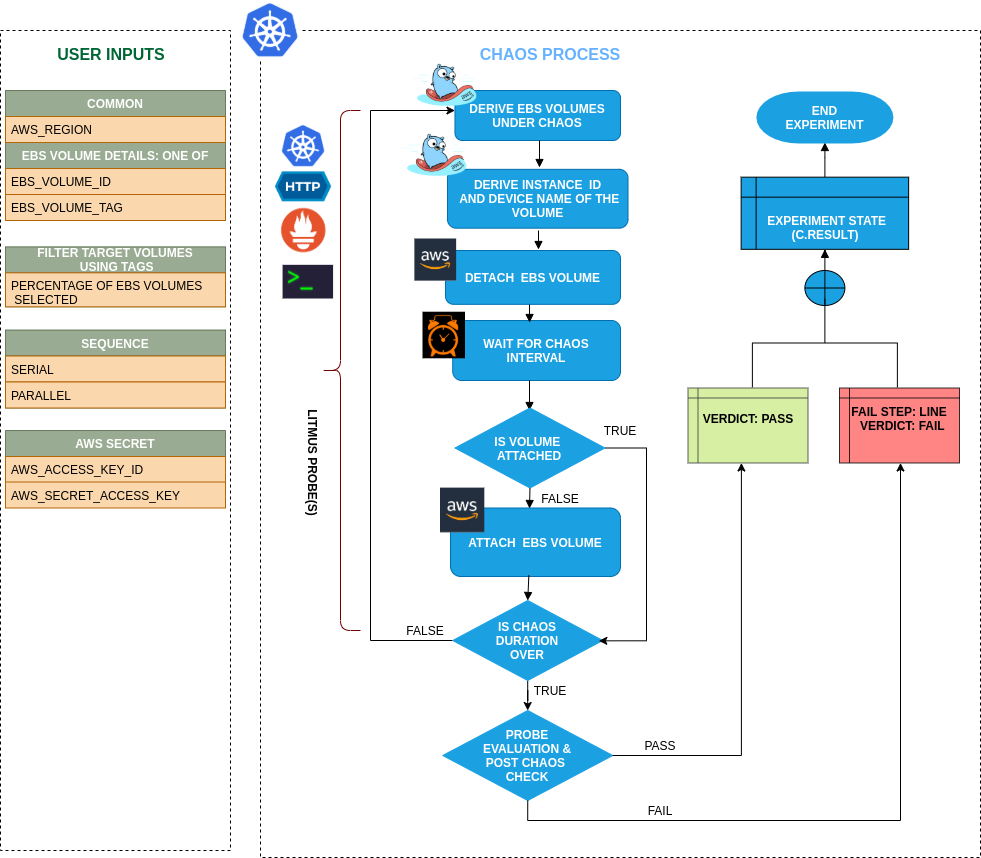 USER INPUTS
COMMON
AWS_REGION
EBS VOLUME DETAILS: ONE OF
EBS_VOLUME_ID
EBS_VOLUME_TAG
FILTER TARGET VOLUMES
USING TAGS
PERCENTAGE OF EBS VOLUMES
SELECTED
SEQUENCE
SERIAL
PARALLEL
AWS SECRET
AWS_ACCESS_KEY_ID
AWS_SECRET_ACCESS_KEY
CHAOS PROCESS
HTTP
>_
LITMUS PROBE(S)
aws
DERIVE EBS VOLUMES
UNDER CHAOS
aws
DERIVE INSTANCE ID
AND DEVICE NAME OF THE
VOLUME
aws
DETACH EBS VOLUME
WAIT FOR CHAOS
INTERVAL
IS VOLUME
ATTACHED
TRUE
FALSE
aws
ATTACH EBS VOLUME
IS CHAOS
DURATION
OVER
FALSE
TRUE
PROBE
EVALUATION &
POST CHAOS
CHECK
PASS
FAIL
VERDICT: PASS
FAIL STEP: LINE
VERDICT: FAIL
EXPERIMENT STATE
(C.RESULT)
END
EXPERIMENT